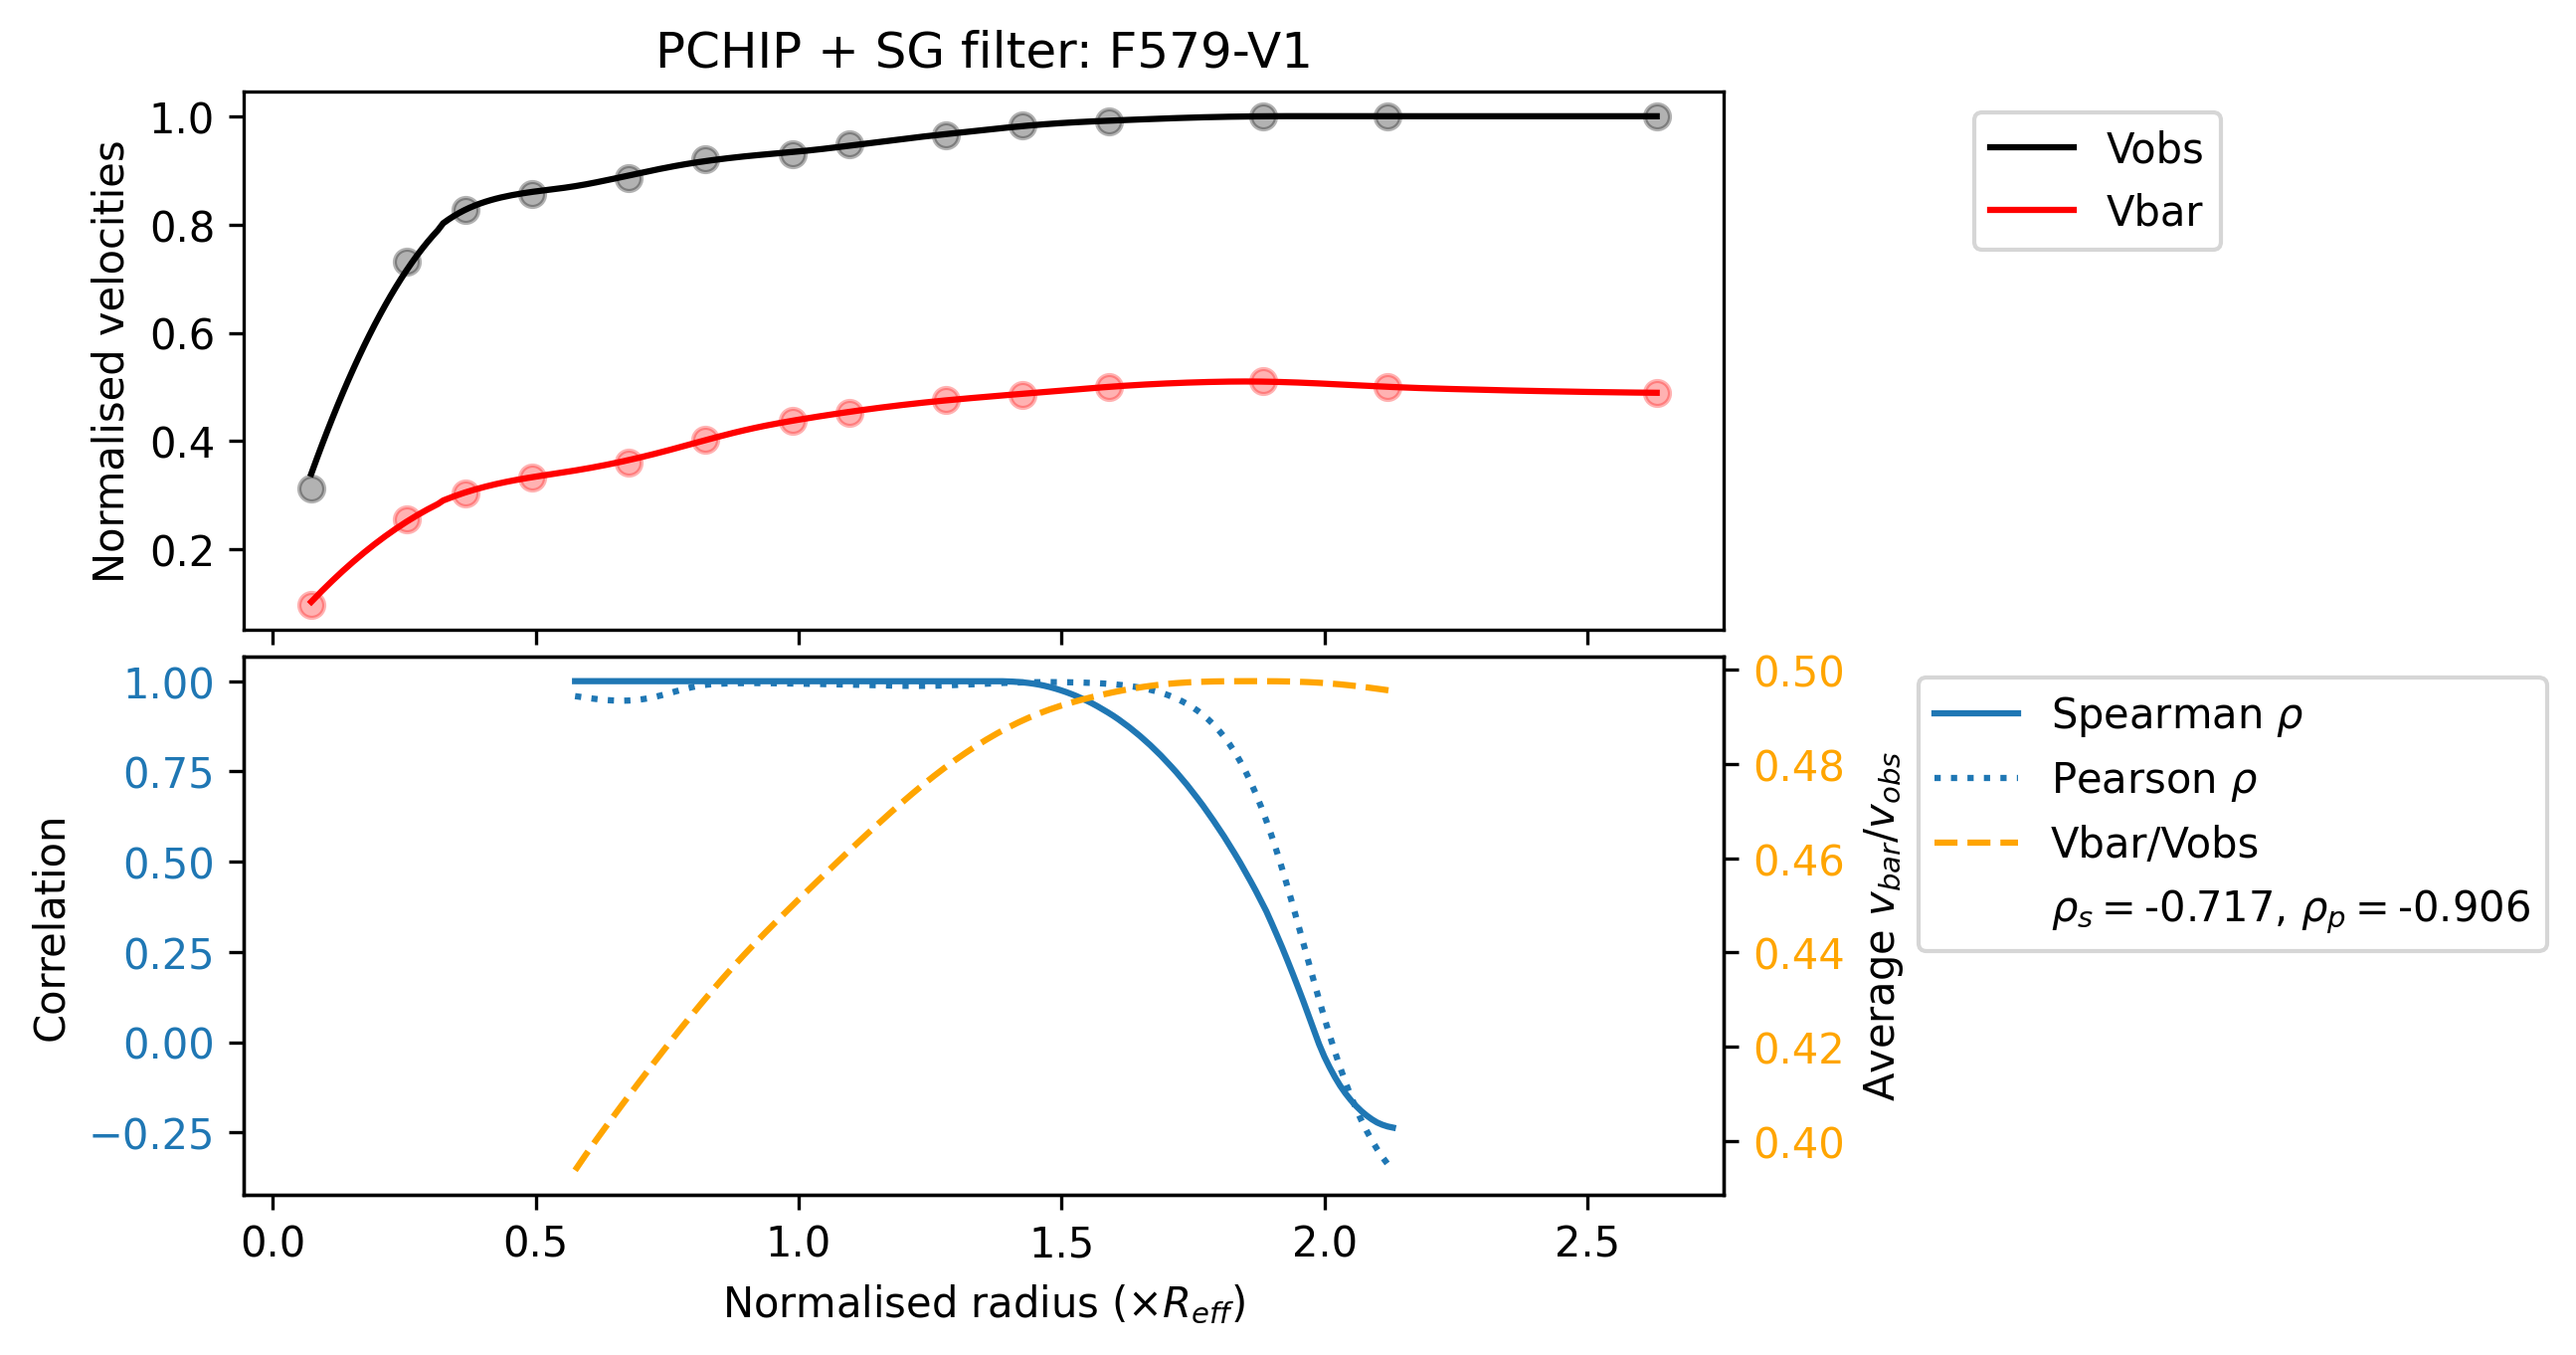 PCHIP + SG filter: F579-V1
Normalised velocities
1.0
0.8
0.6
0.4
0.2
Vobs
Vbar
Correlation
1.00
0.75
0.50
0.25
0.00
−0.25
0.50
0.48
0.46
0.44
0.42
0.40
Average v_bar/v_obs
Spearman ρ
Pearson ρ
Vbar/Vobs
ρ_s = -0.717, ρ_p = -0.906
0.0 0.5 1.0 1.5 2.0 2.5
Normalised radius (×R_eff)